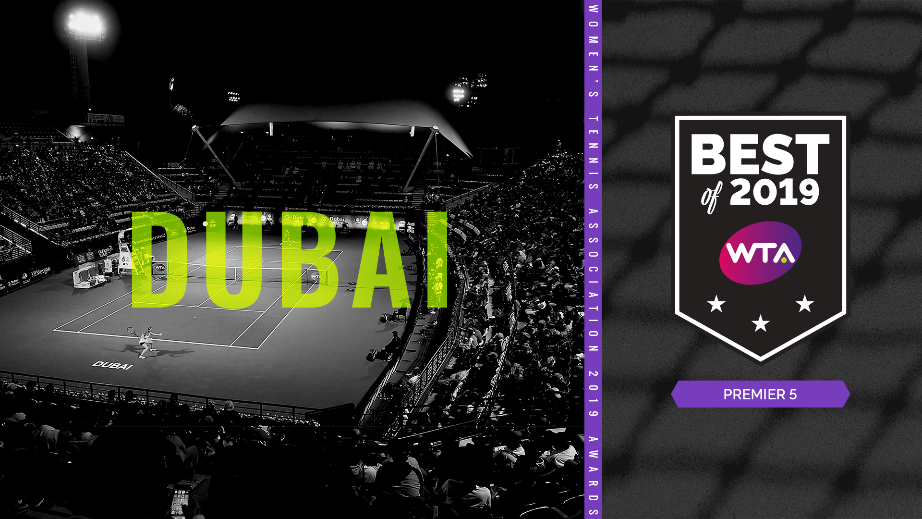 DUBAI
DUBAI
WOMEN'S TENNIS ASSOCIATION 2019 AWARDS
BEST
of 2019
WTA
PREMIER 5